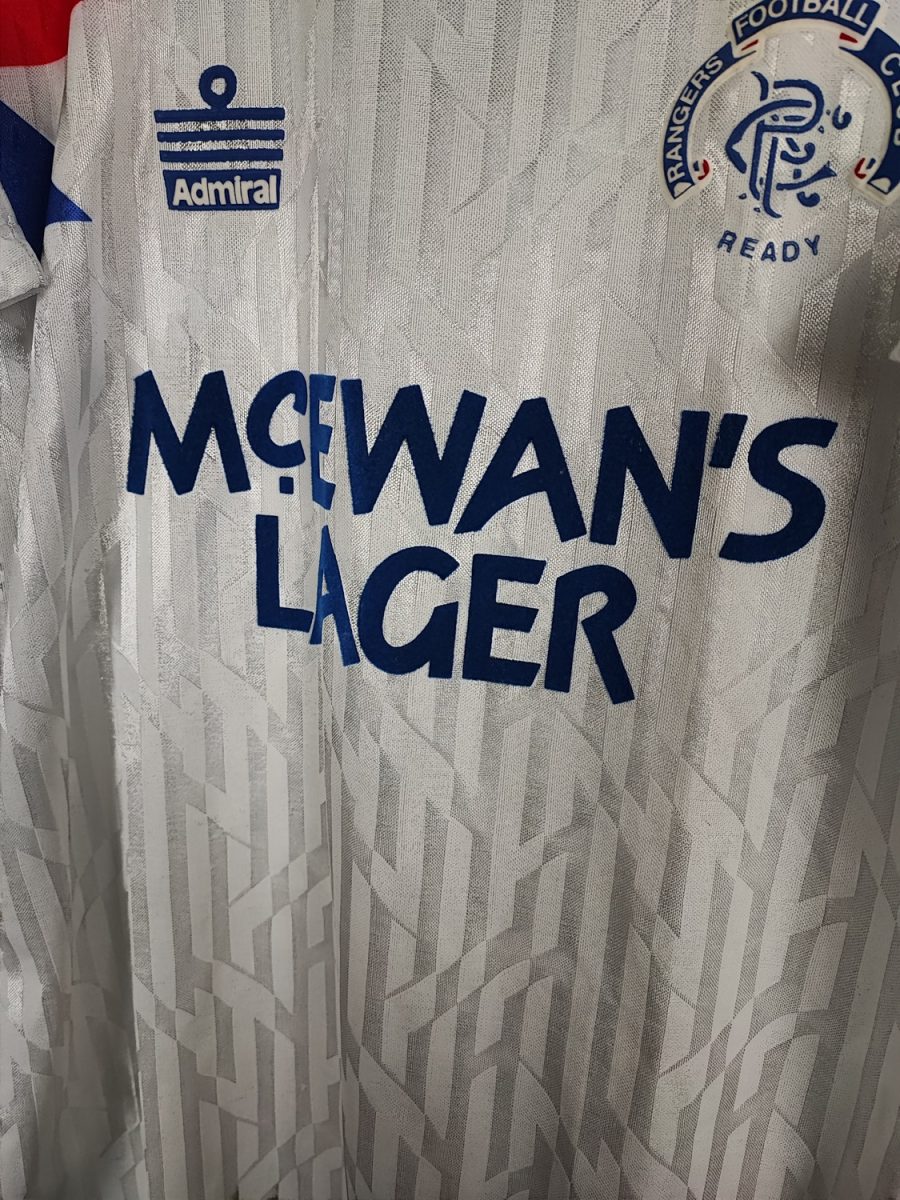 Admiral
RANGERS FOOTBALL CLUB
READY
McEWAN'S
LAGER